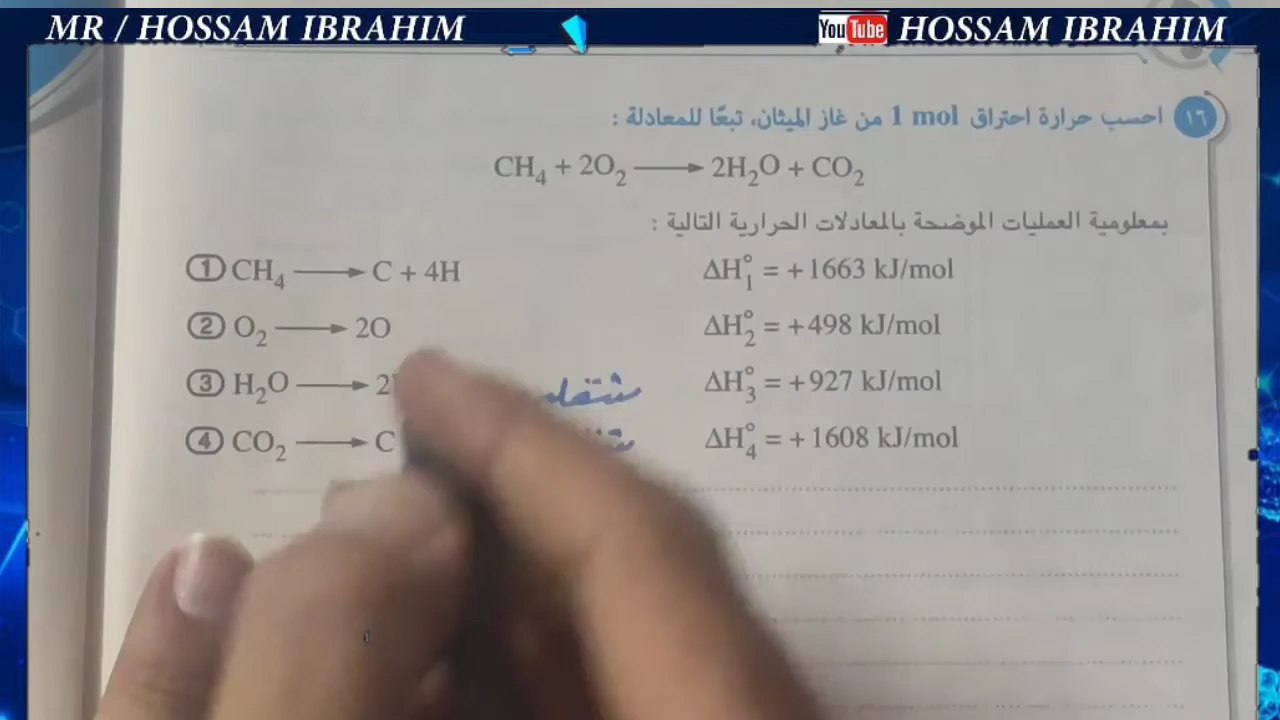 MR / HOSSAM IBRAHIM
YouTube HOSSAM IBRAHIM
١٦ احسب حرارة احتراق 1 mol من غاز الميثان، تبعًا للمعادلة :
CH₄ + 2O₂ ⟶ 2H₂O + CO₂
بمعلومية العمليات الموضحة بالمعادلات الحرارية التالية :
① CH₄ ⟶ C + 4H ΔH°₁ = +1663 kJ/mol
② O₂ ⟶ 2O ΔH°₂ = +498 kJ/mol
③ H₂O ⟶ 2 ΔH°₃ = +927 kJ/mol
④ CO₂ ⟶ C ΔH°₄ = +1608 kJ/mol